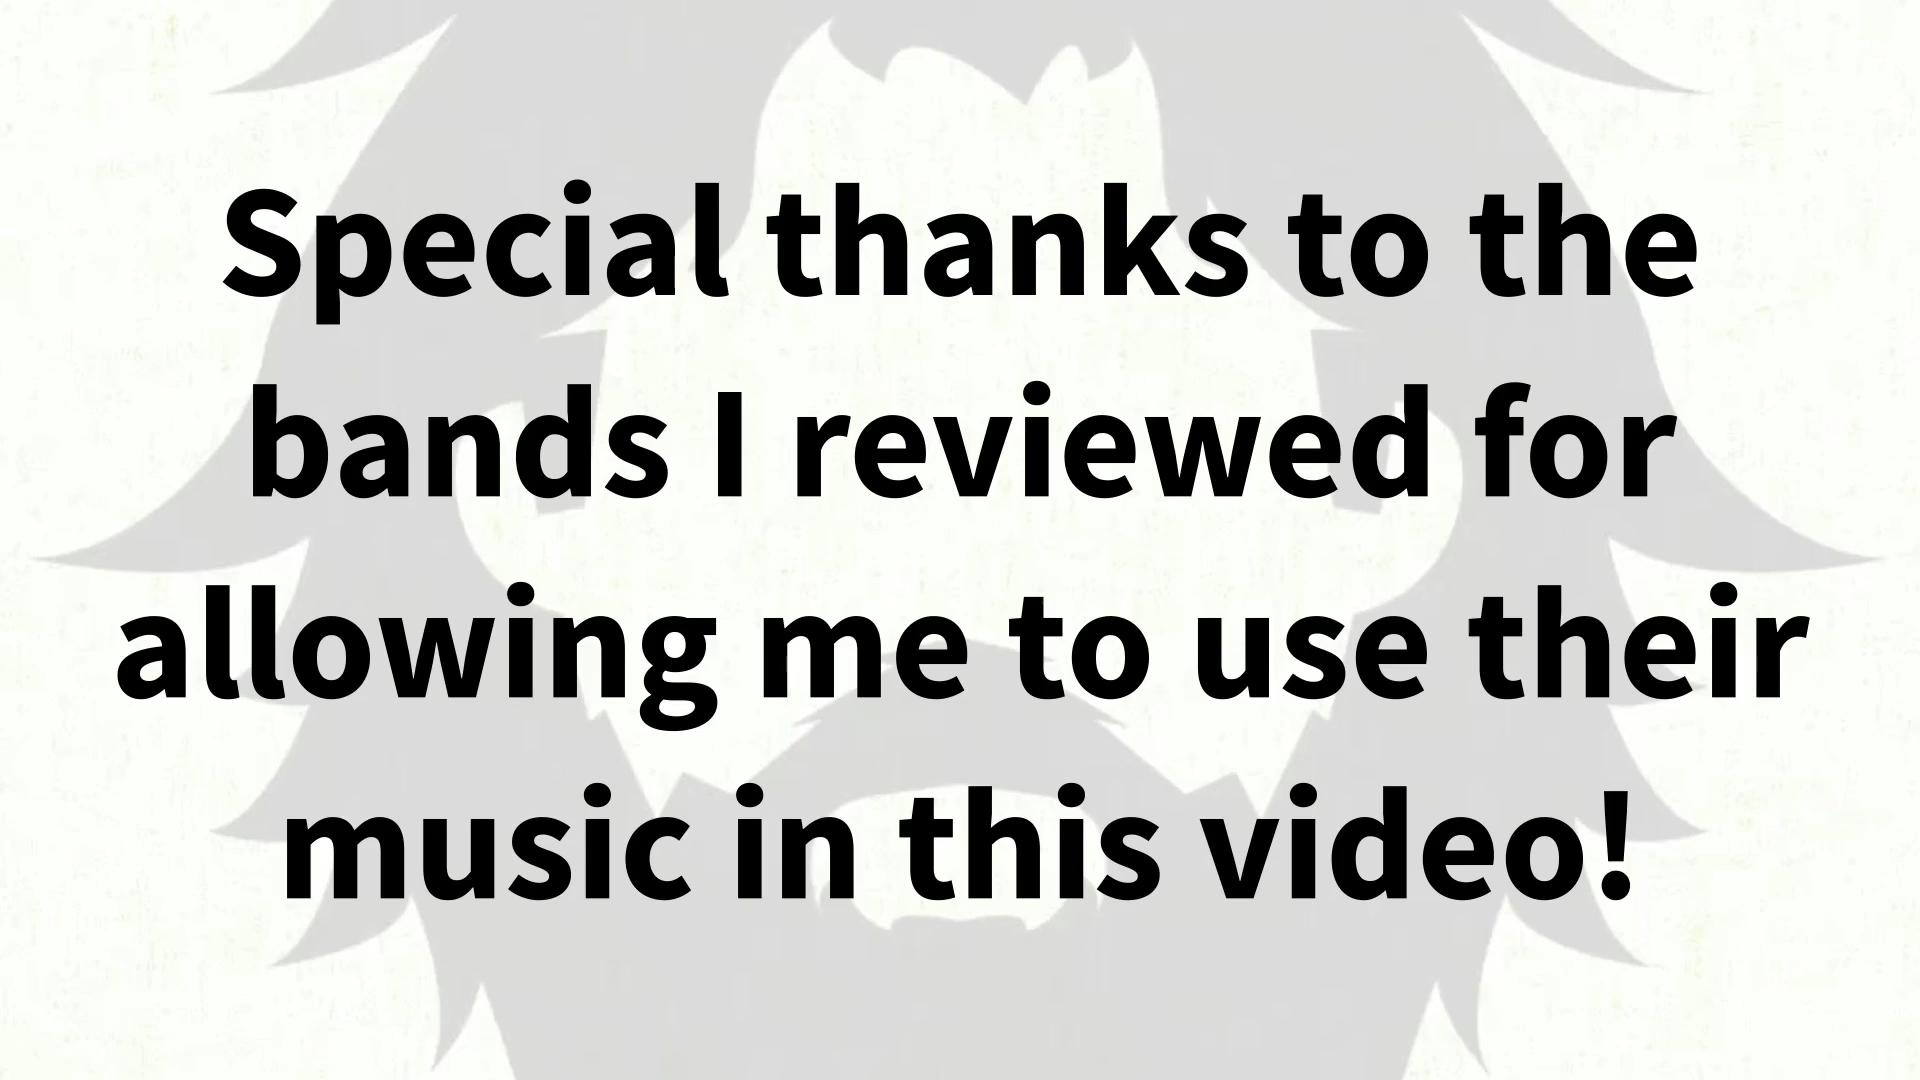 Special thanks to the
bands I reviewed for
allowing me to use their
music in this video!